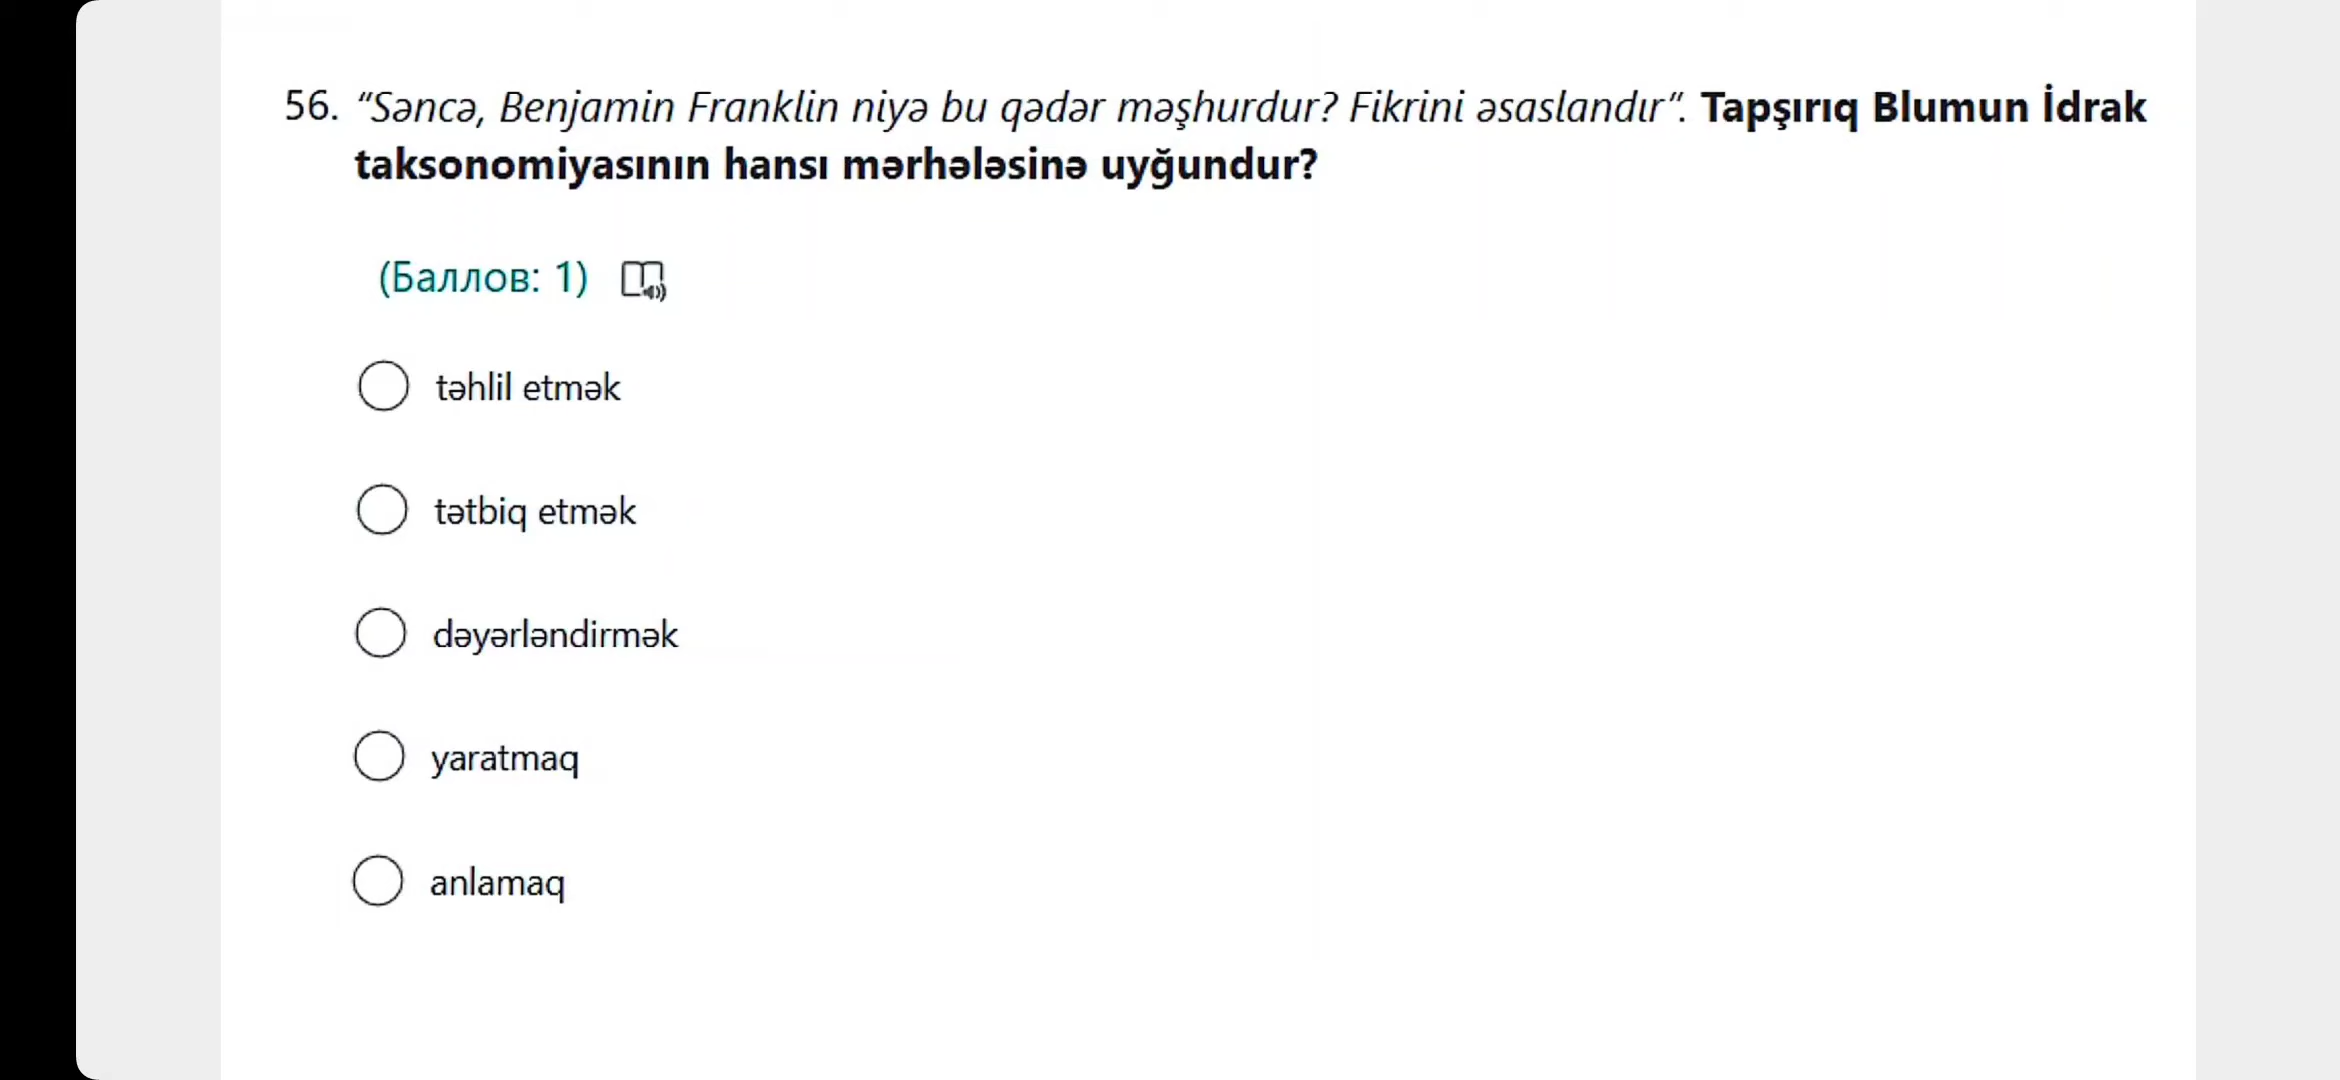 56. “Səncə, Benjamin Franklin niyə bu qədər məşhurdur? Fikrini əsaslandır”. Tapşırıq Blumun İdrak
taksonomiyasının hansı mərhələsinə uyğundur?
(Баллов: 1)
təhlil etmək
tətbiq etmək
dəyərləndirmək
yaratmaq
anlamaq